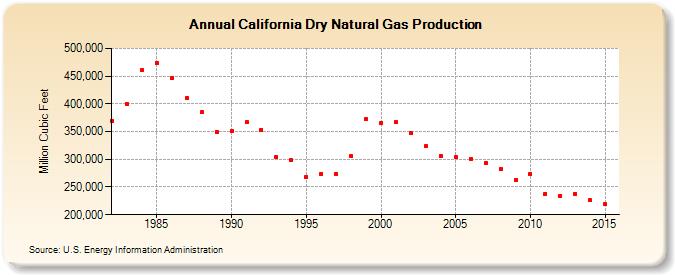 Annual California Dry Natural Gas Production
Million Cubic Feet
500,000
450,000
400,000
350,000
300,000
250,000
200,000
1985 1990 1995 2000 2005 2010 2015
Source: U.S. Energy Information Administration